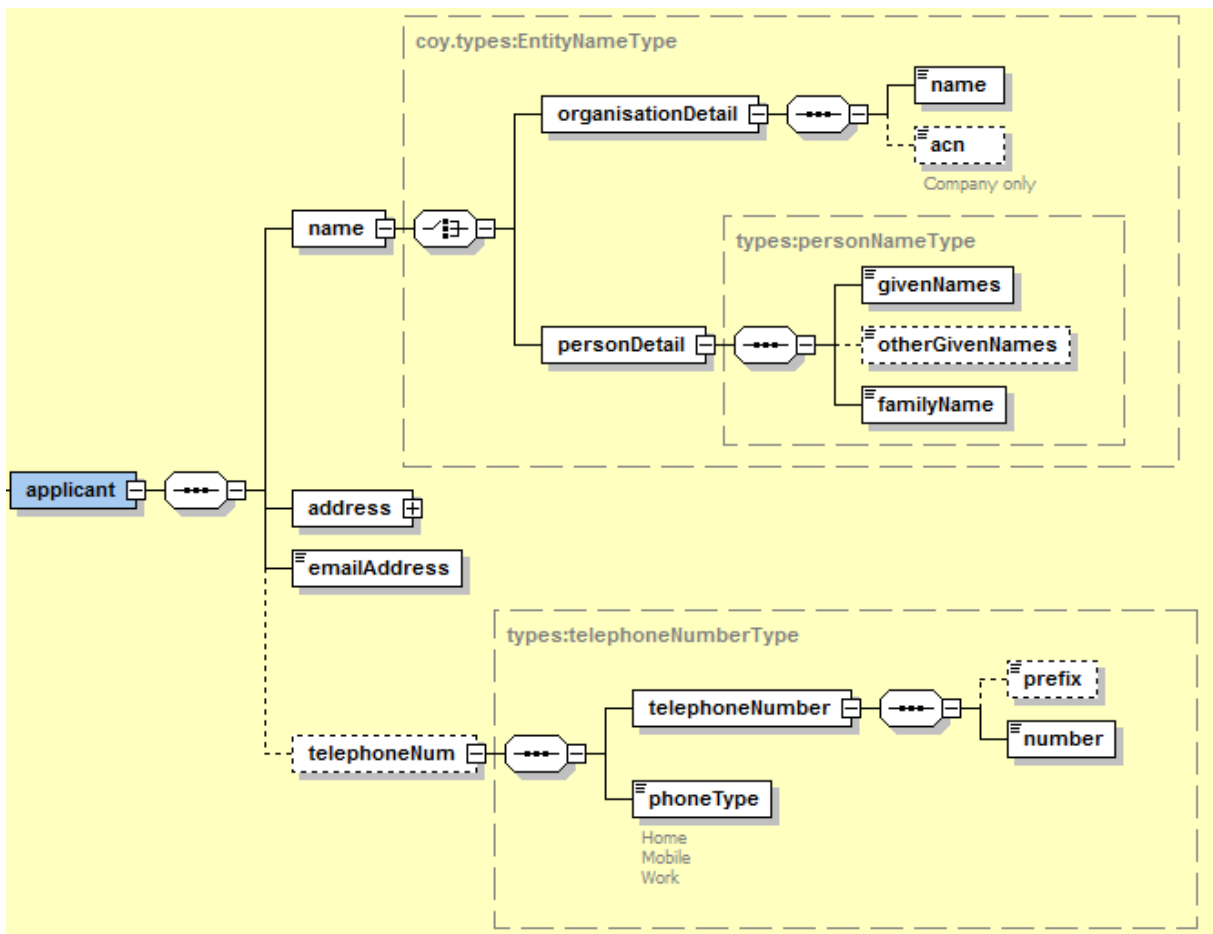 coy.types:EntityNameType
name
organisationDetail
acn
Company only
name
types:personNameType
givenNames
personDetail
otherGivenNames
familyName
applicant
address
emailAddress
types:telephoneNumberType
prefix
telephoneNumber
number
telephoneNum
phoneType
Home
Mobile
Work